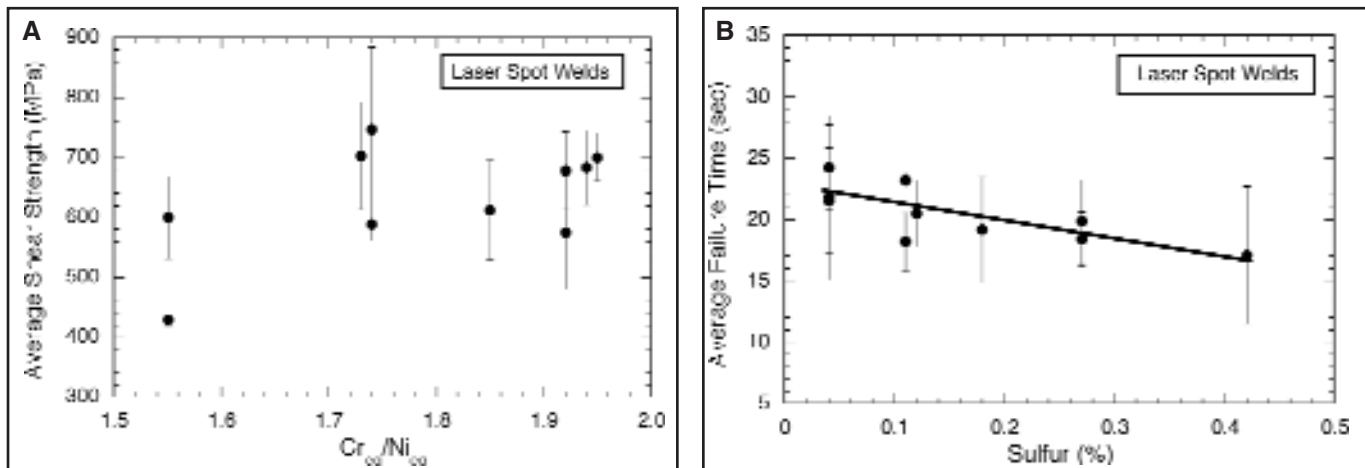 A
Average Shear Strength (MPa)
900
800
700
600
500
400
300
Laser Spot Welds
1.5 1.6 1.7 1.8 1.9 2.0
Cr_eq/Ni_eq
B
Average Failure Time (sec)
35
30
25
20
15
10
5
Laser Spot Welds
0 0.1 0.2 0.3 0.4 0.5
Sulfur (%)